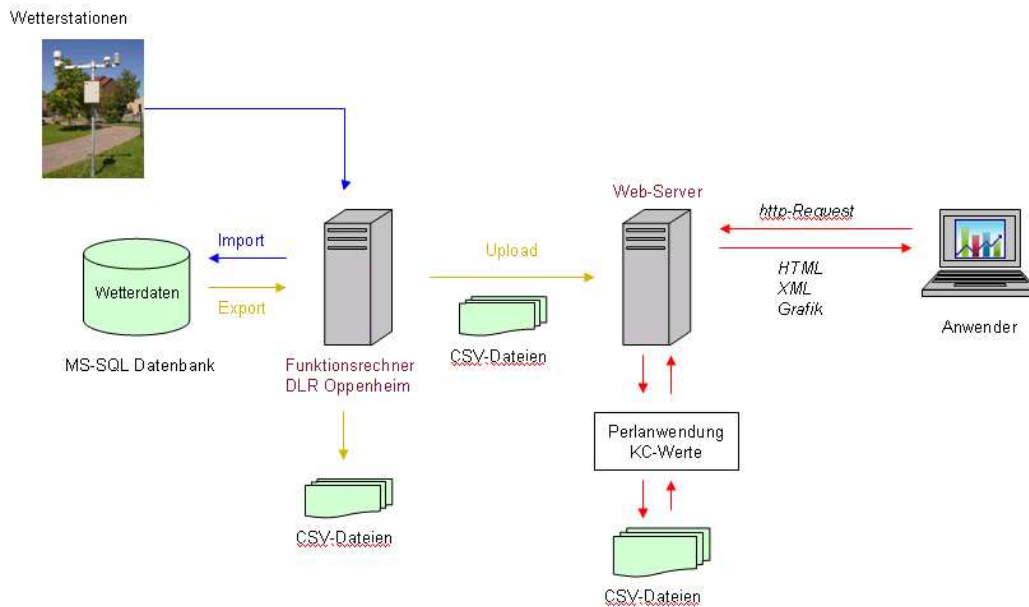 Wetterstationen
Web-Server
http-Request
Import
Upload
HTML
XML
Grafik
Wetterdaten
Export
Anwender
CSV-Dateien
MS-SQL Datenbank
Funktionsrechner
DLR Oppenheim
Perlanwendung
KC-Werte
CSV-Dateien
CSV-Dateien